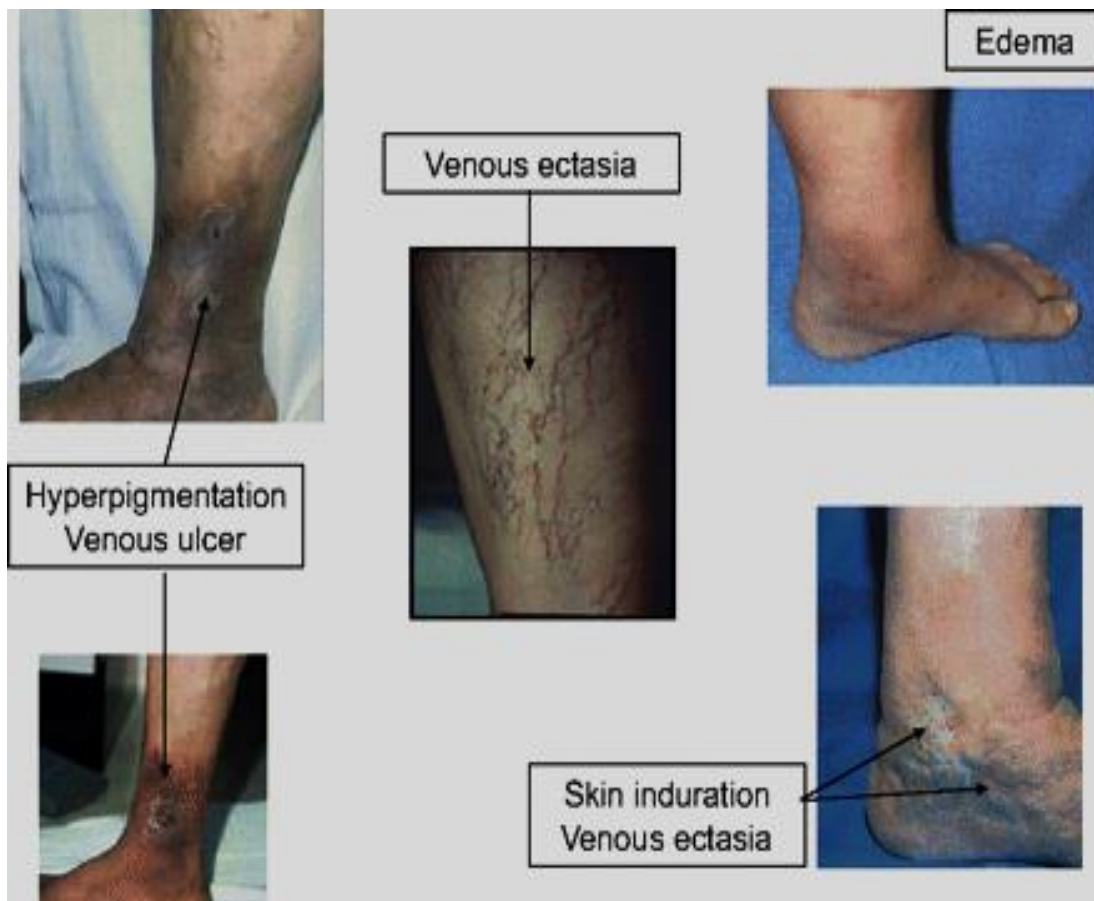 Edema
Venous ectasia
Hyperpigmentation
Venous ulcer
Skin induration
Venous ectasia